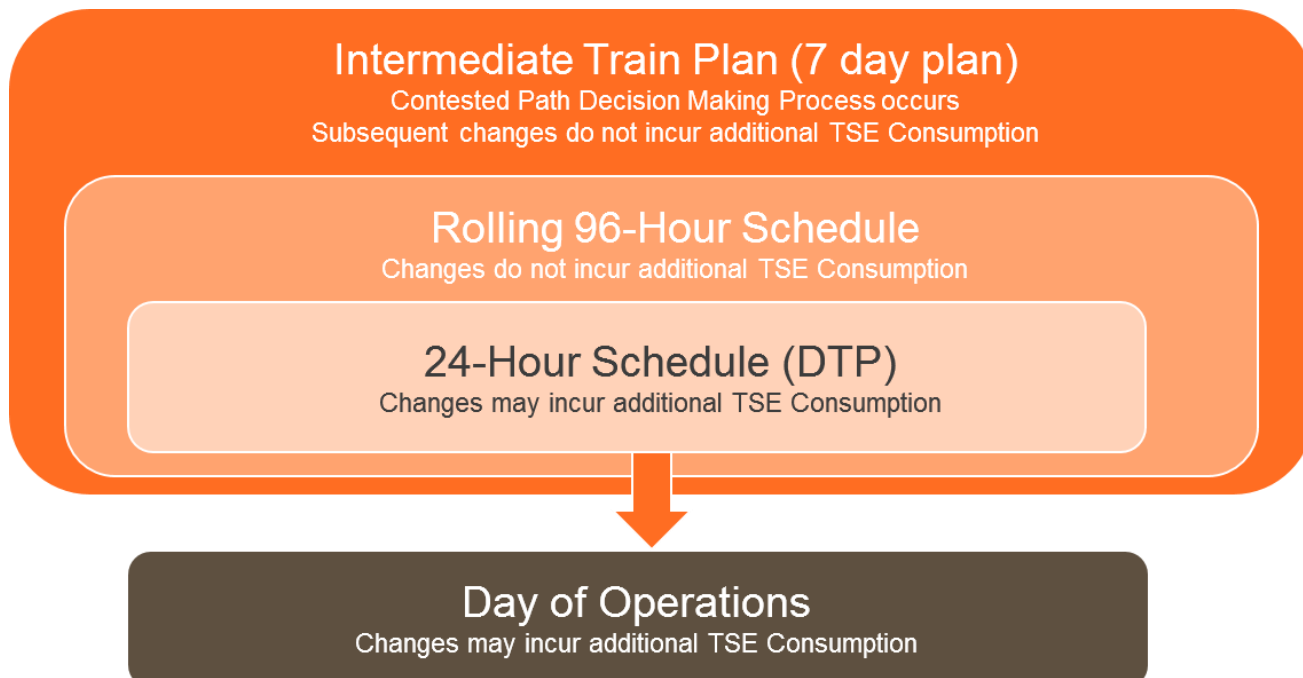 Intermediate Train Plan (7 day plan)
Contested Path Decision Making Process occurs
Subsequent changes do not incur additional TSE Consumption
Rolling 96-Hour Schedule
Changes do not incur additional TSE Consumption
24-Hour Schedule (DTP)
Changes may incur additional TSE Consumption
Day of Operations
Changes may incur additional TSE Consumption